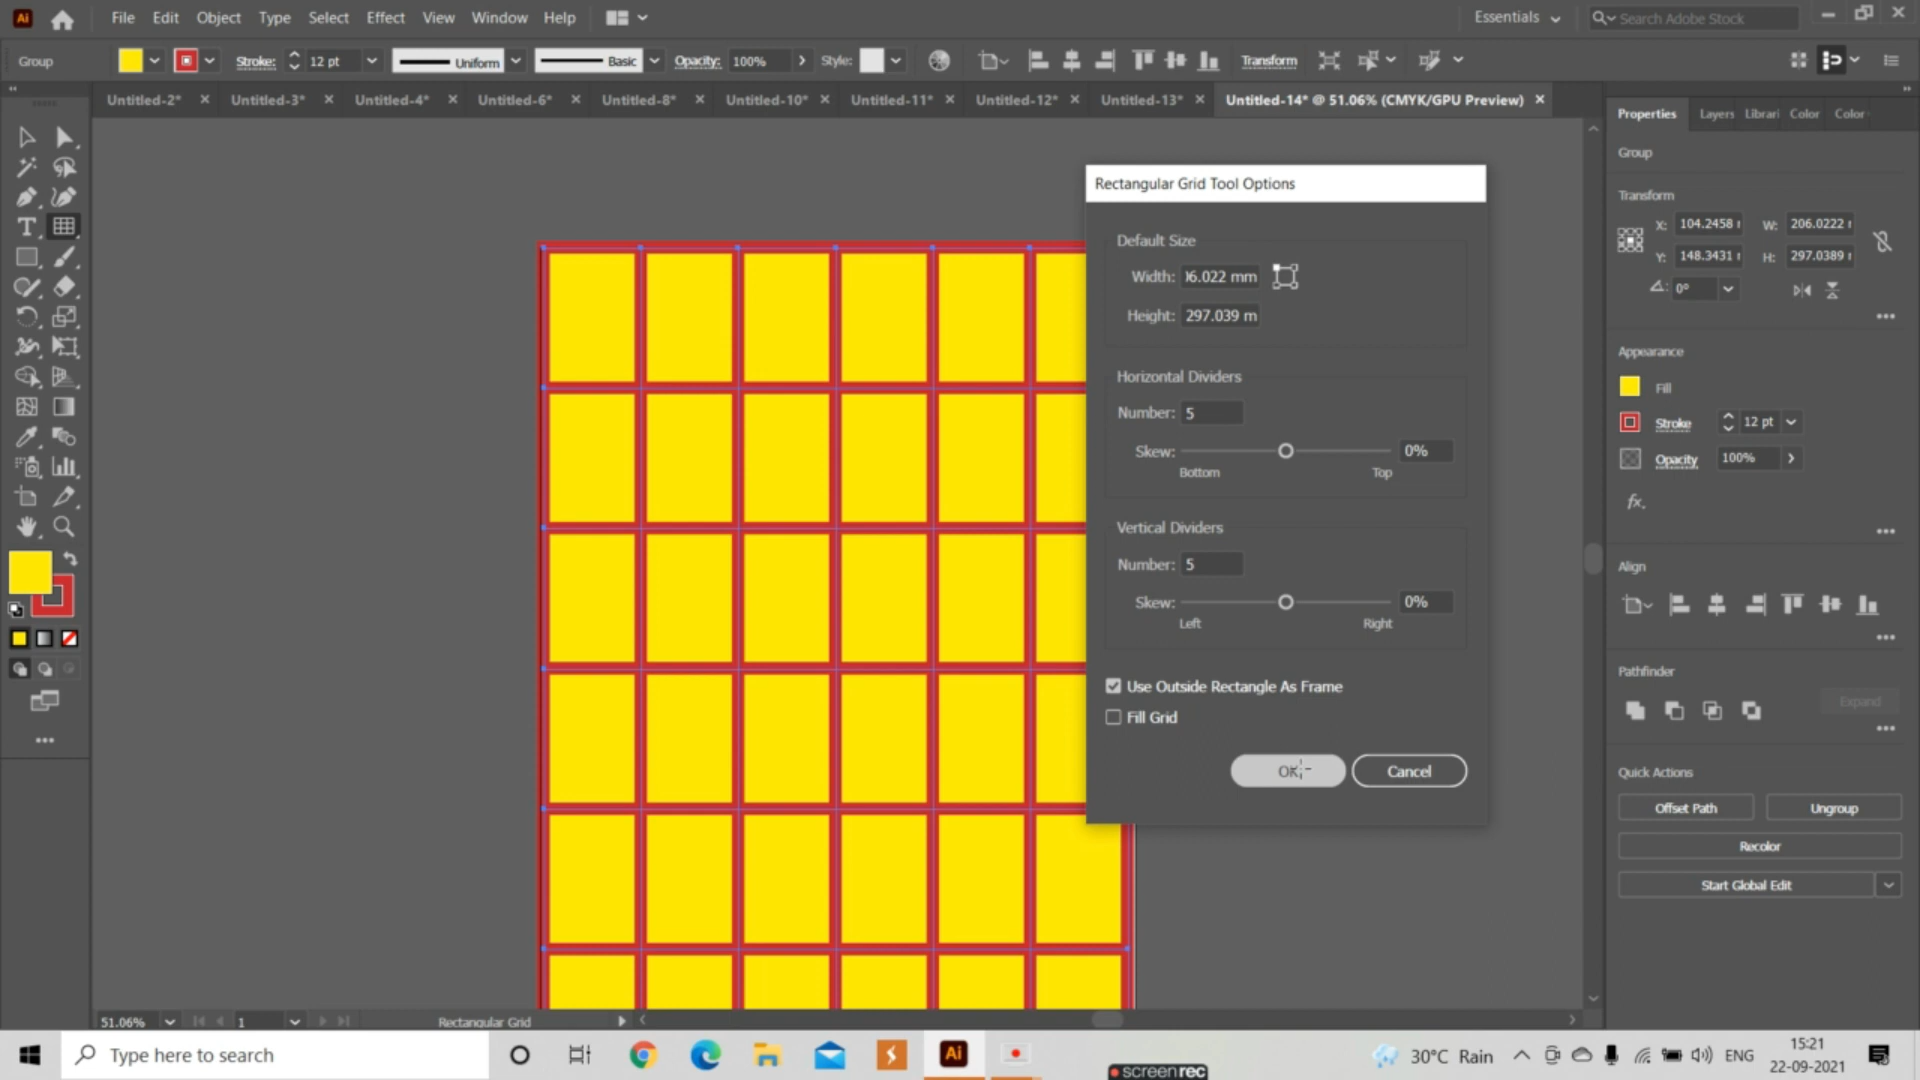 Ai File Edit Object Type Select Effect View Window Help Essentials Search Adobe Stock
Group Stroke: 12 pt Uniform Basic Opacity: 100% Style: Transform
Untitled-2* Untitled-3* Untitled-4* Untitled-6* Untitled-8* Untitled-10* Untitled-11* Untitled-12* Untitled-13* Untitled-14* @ 51.06% (CMYK/GPU Preview)
Properties Layers Librari Color Color
Group
Transform
X: 104.2458 W: 206.0222
Y: 148.3431 H: 297.0389
0°
Appearance
Fill
Stroke 12 pt
Opacity 100%
fx.
Align
Pathfinder
Expand
Quick Actions
Offset Path Ungroup
Recolor
Start Global Edit
Rectangular Grid Tool Options
Default Size
Width: 06.022 mm
Height: 297.039 m
Horizontal Dividers
Number: 5
Skew: 0%
Bottom Top
Vertical Dividers
Number: 5
Skew: 0%
Left Right
Use Outside Rectangle As Frame
Fill Grid
OK Cancel
51.06% 1 Rectangular Grid
Type here to search Ai 30°C Rain ENG 15:21
22-09-2021
screenrec